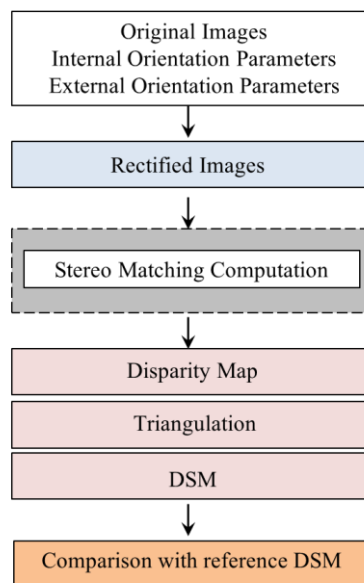 Original Images
Internal Orientation Parameters
External Orientation Parameters
Rectified Images
Stereo Matching Computation
Disparity Map
Triangulation
DSM
Comparison with reference DSM